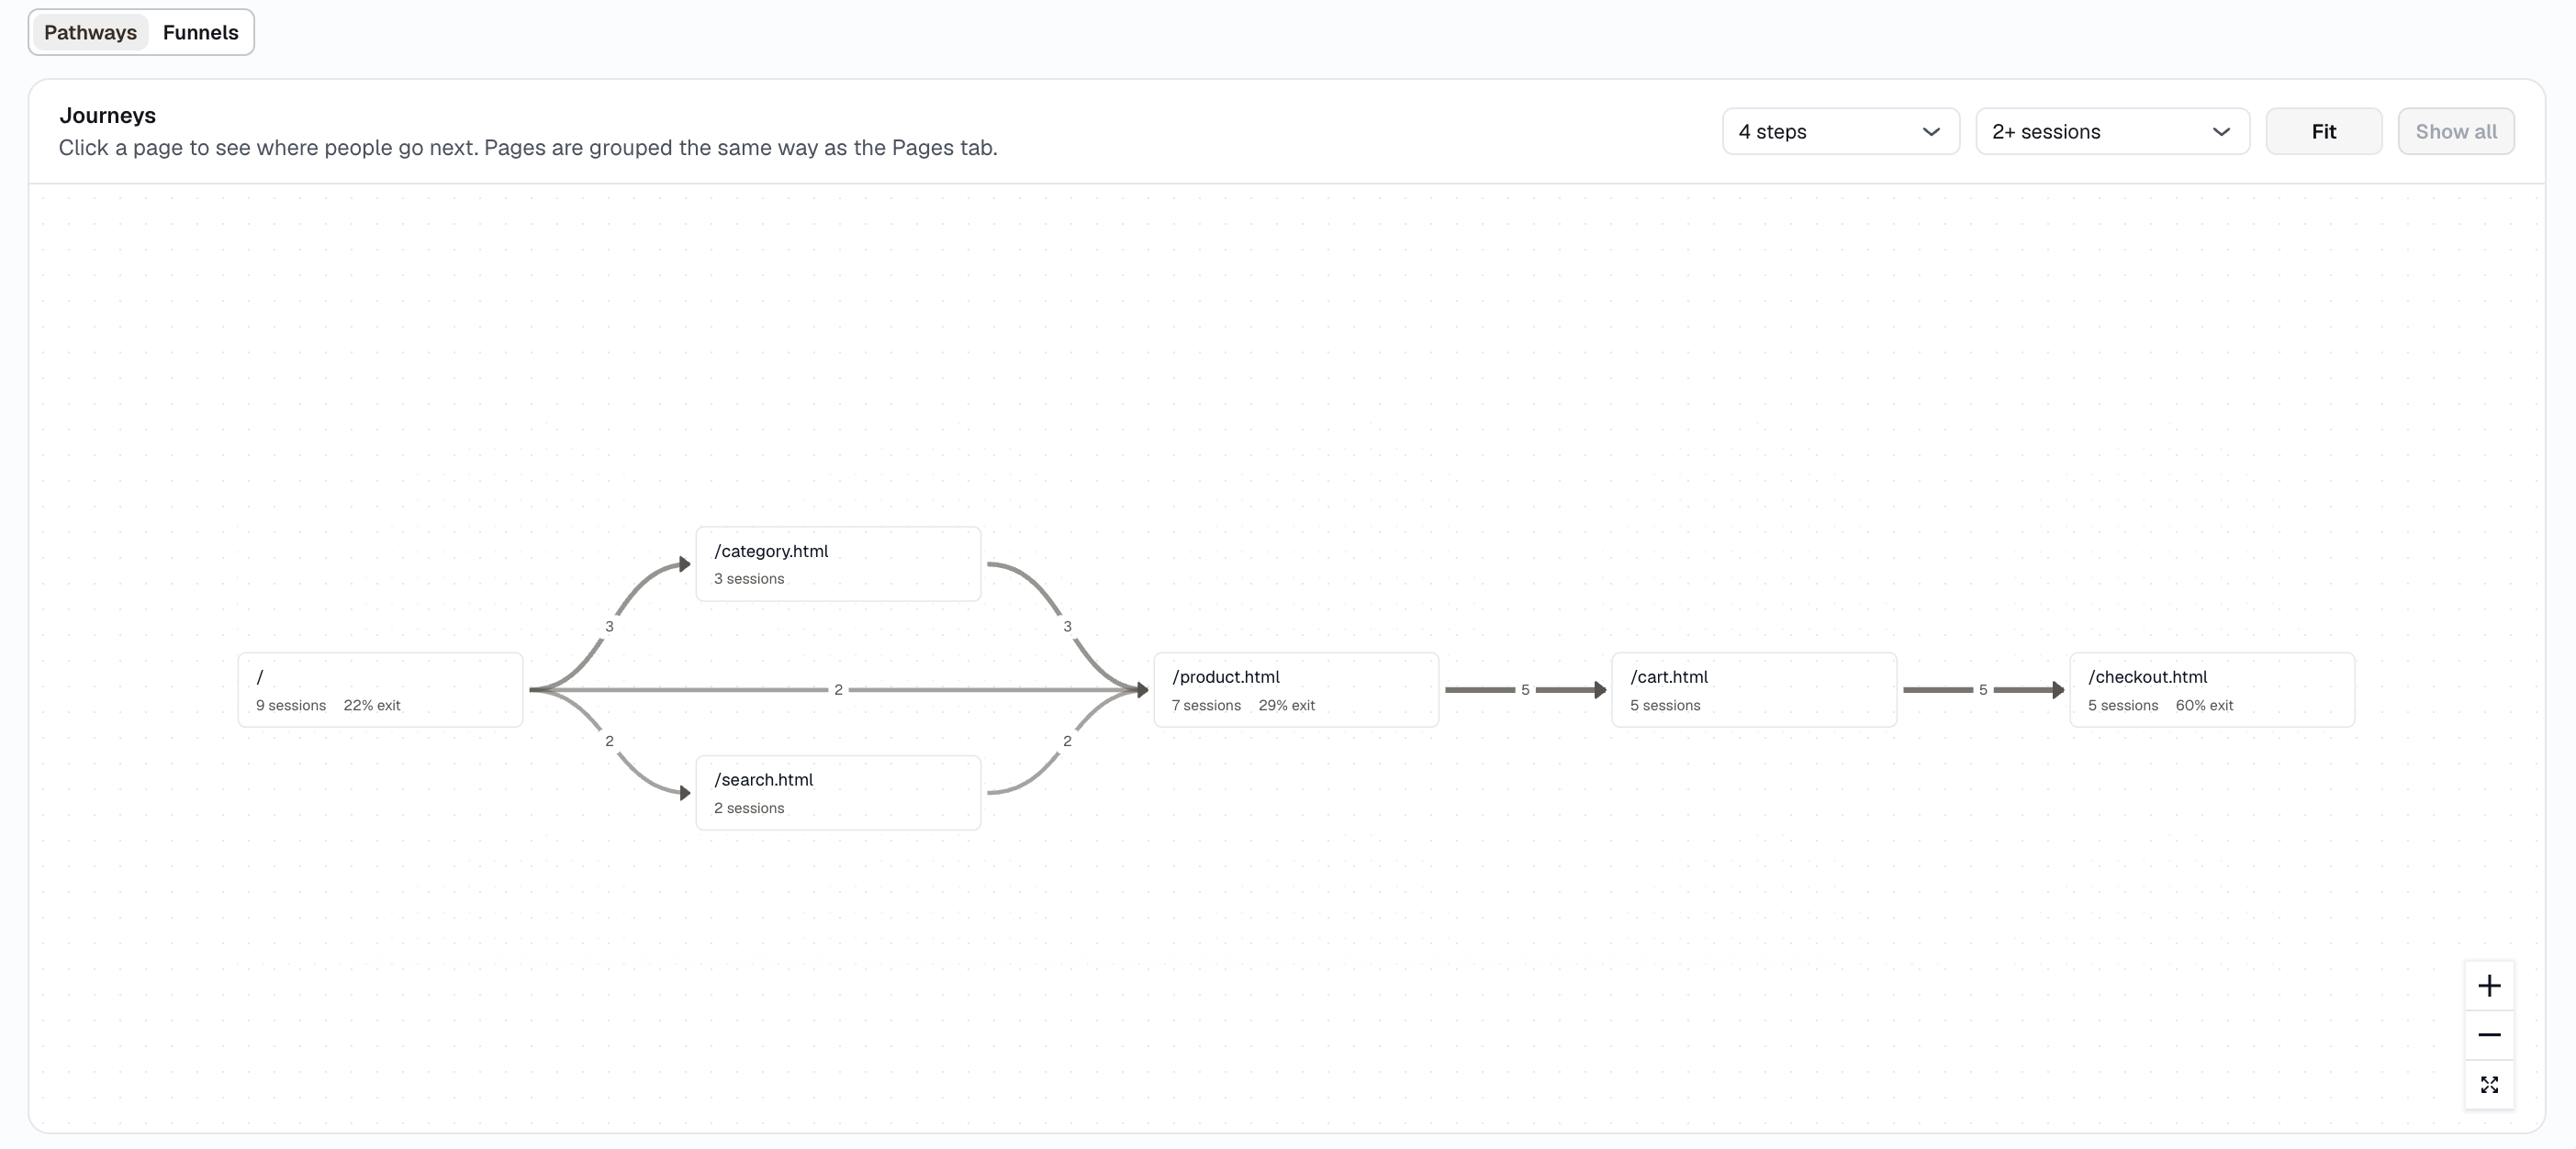 Pathways Funnels
Journeys
Click a page to see where people go next. Pages are grouped the same way as the Pages tab.
4 steps
2+ sessions
Fit
Show all
/
9 sessions 22% exit
3
2
2
/category.html
3 sessions
/search.html
2 sessions
3
2
/product.html
7 sessions 29% exit
5
/cart.html
5 sessions
5
/checkout.html
5 sessions 60% exit